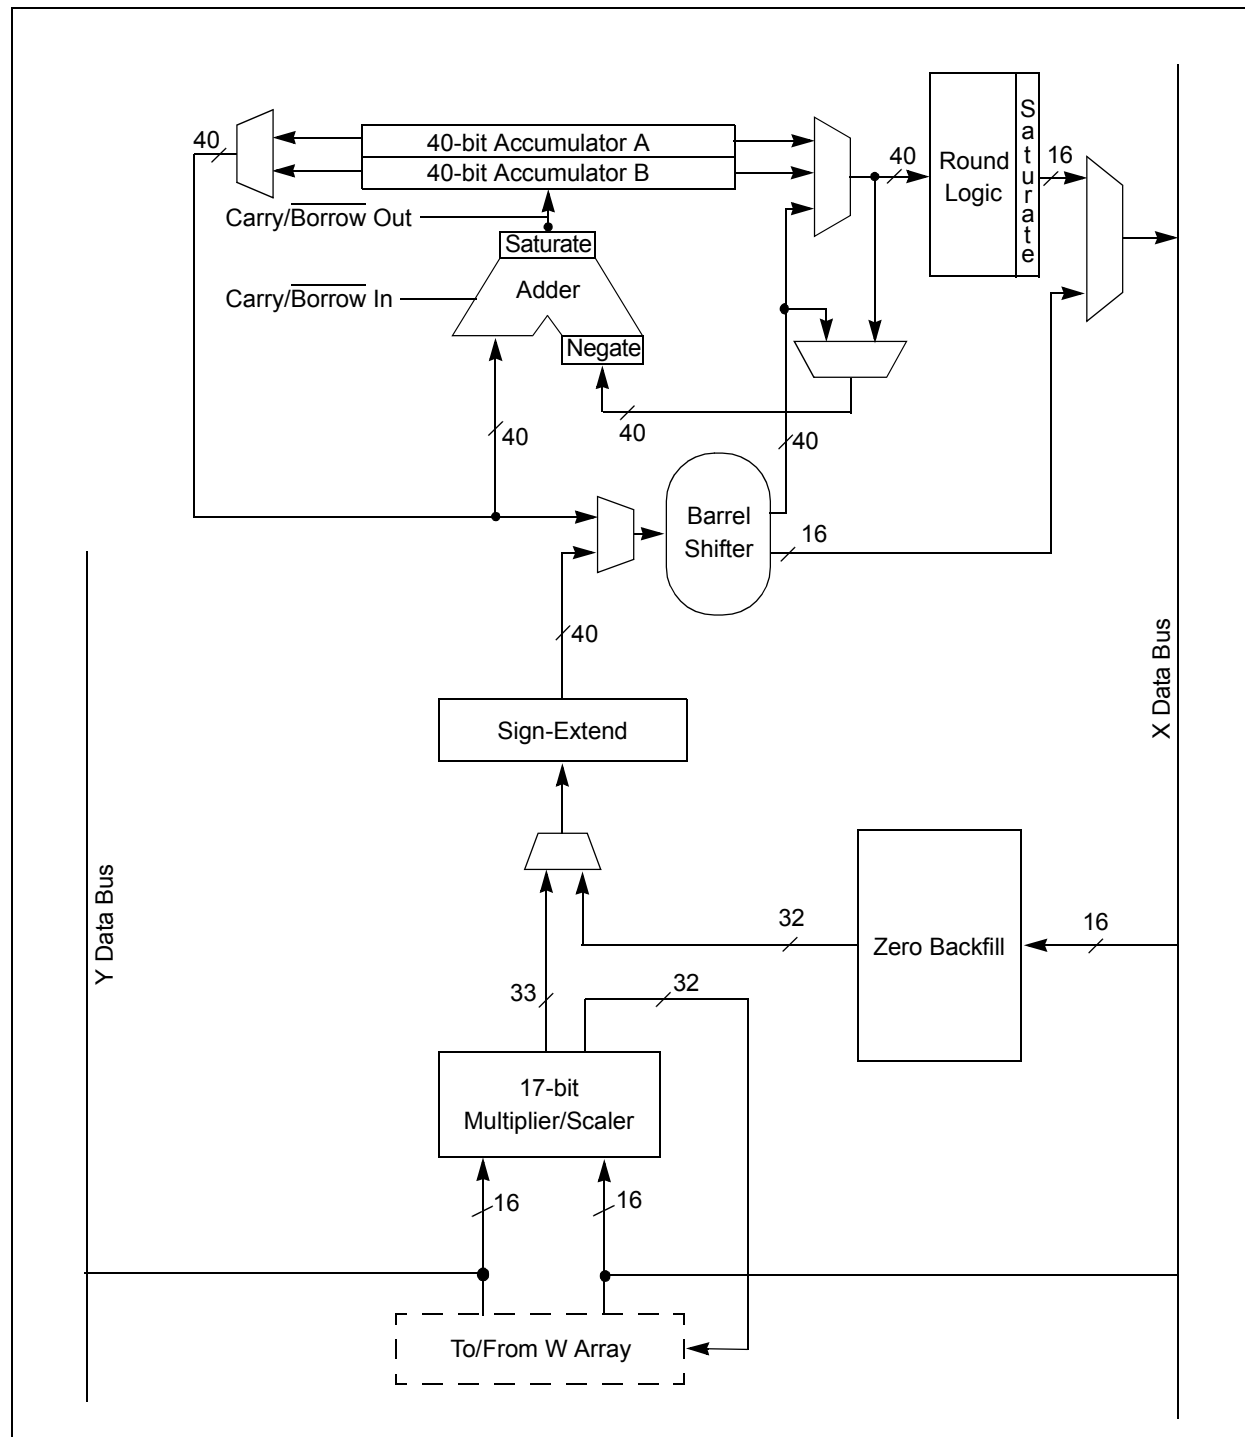 S
a
t
u
r
a
t
e
40
40-bit Accumulator A
40-bit Accumulator B
40
Round
Logic
16
Carry/Borrow Out
Saturate
Carry/Borrow In
Adder
Negate
40
40
40
Barrel
Shifter
16
40
X Data Bus
Sign-Extend
Y Data Bus
32
16
Zero Backfill
33
32
17-bit
Multiplier/Scaler
16
16
To/From W Array